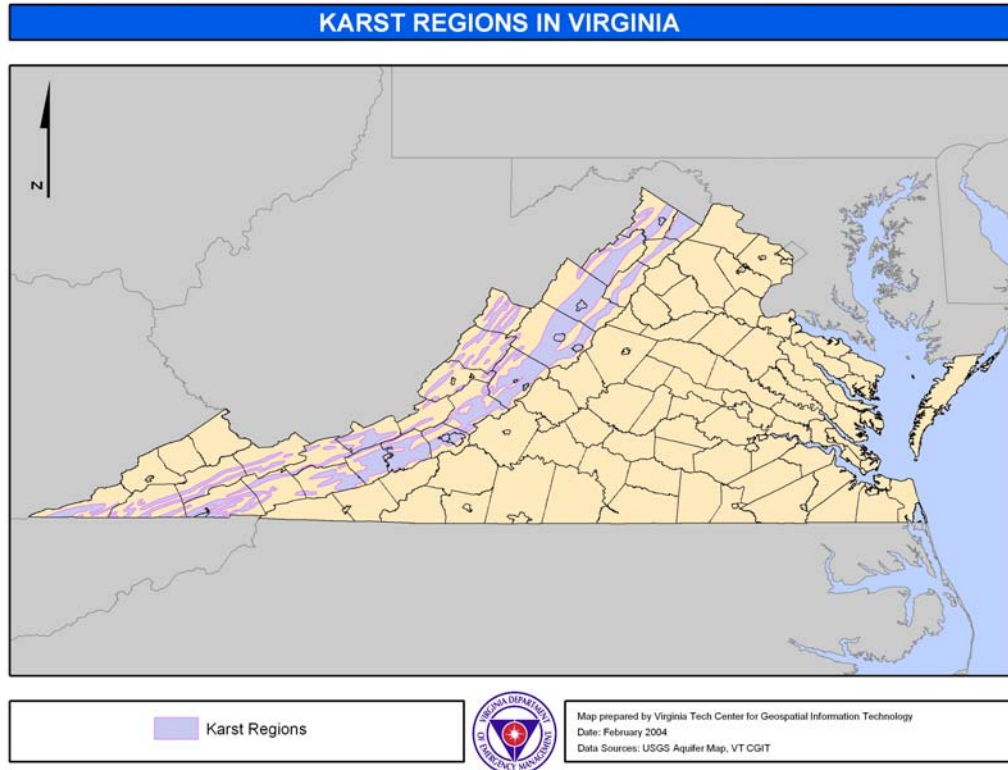 KARST REGIONS IN VIRGINIA
N
Karst Regions
VIRGINIA DEPARTMENT
OF EMERGENCY MANAGEMENT
Map prepared by Virginia Tech Center for Geospatial Information Technology
Date: February 2004
Data Sources: USGS Aquifer Map, VT CGIT